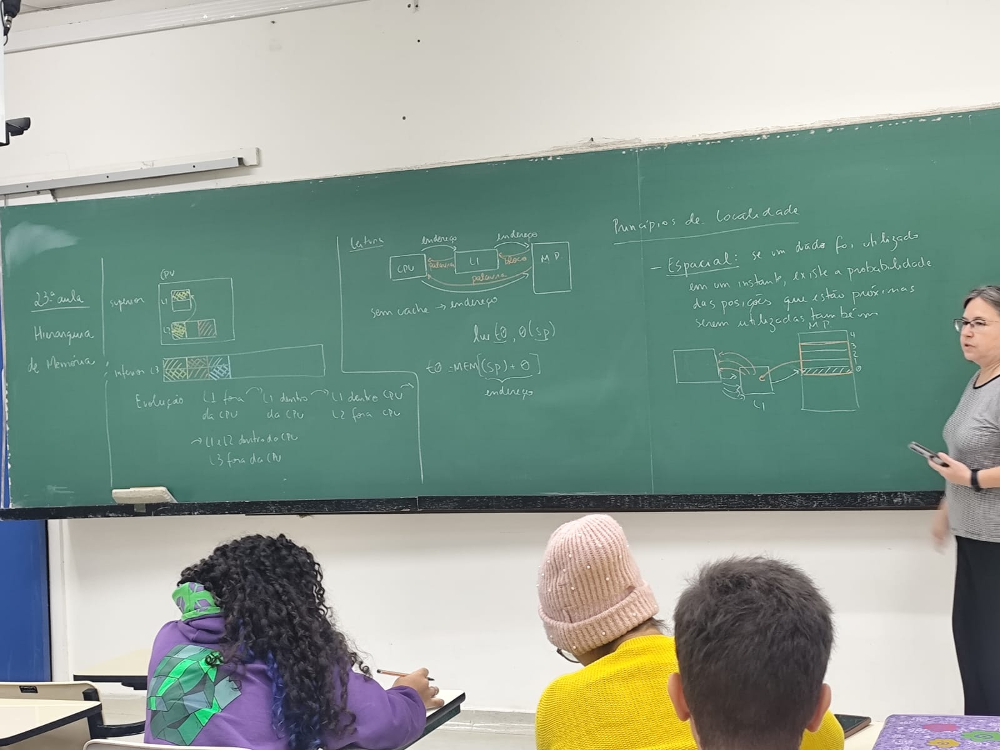 23ª aula
Hierarquia
de Memória
CPU
superior
L1
L2
inferior L3
Evolução L1 fora → L1 dentro → L1 dentro CPU →
da CPU da CPU L2 fora CPU
→ L1 e L2 dentro da CPU
L3 fora da CPU
Leitura
endereço endereço
CPU palavra L1 bloco M.P.
palavra
sem cache → endereço
lw t0, 0(sp)
t0 = MEM[(sp) + 0]
endereço
Princípios de Localidade
- Espacial: se um dado foi utilizado
em um instante, existe a probabilidade
das posições que estão próximas
serem utilizadas também
M.P.
4
3
2
1
0
L1